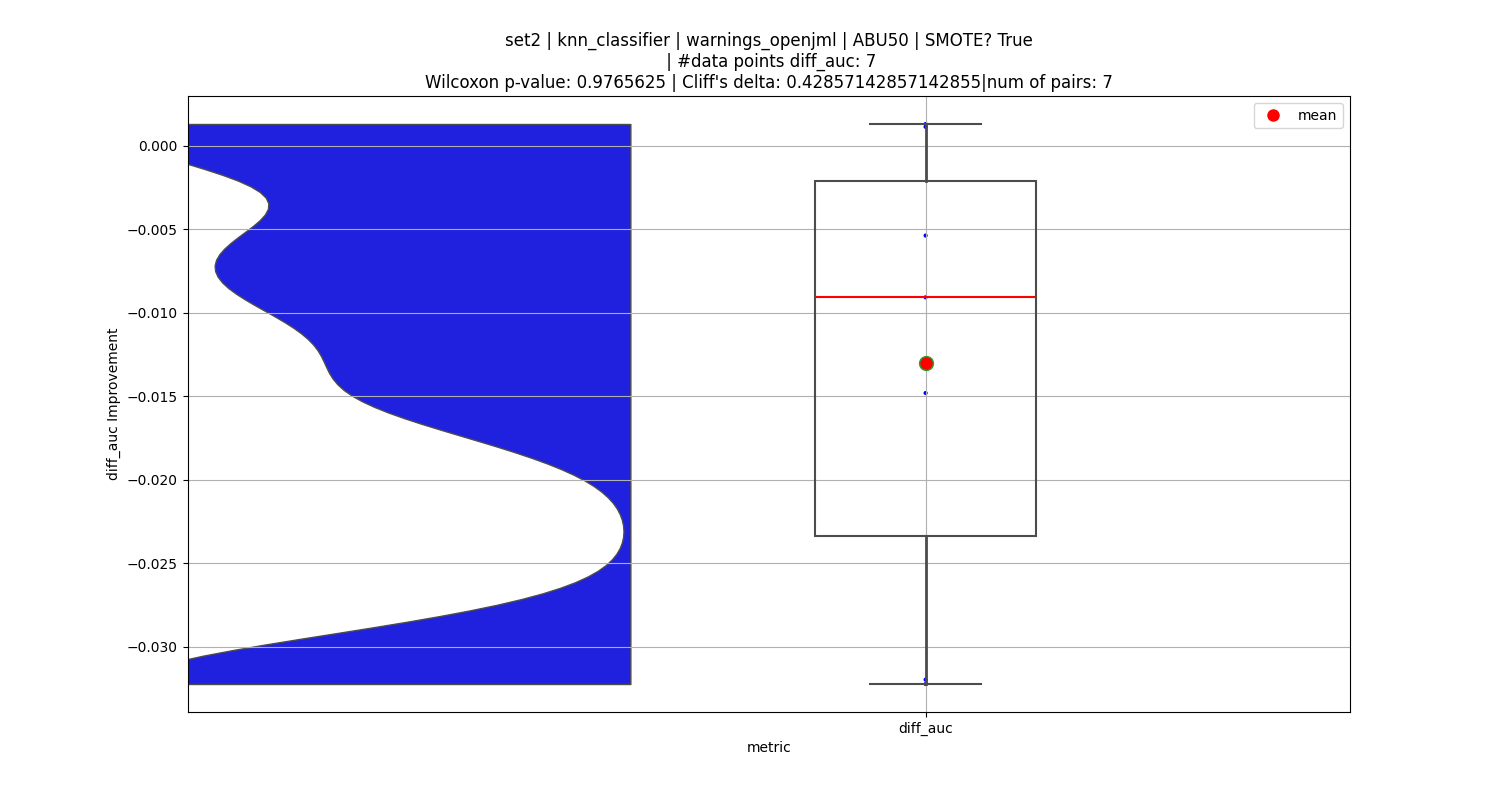 set2 | knn_classifier | warnings_openjml | ABU50 | SMOTE? True
| #data points diff_auc: 7
Wilcoxon p-value: 0.9765625 | Cliff's delta: 0.42857142857142855|num of pairs: 7
mean
0.000
−0.005
−0.010
−0.015
−0.020
−0.025
−0.030
diff_auc Improvement
diff_auc
metric